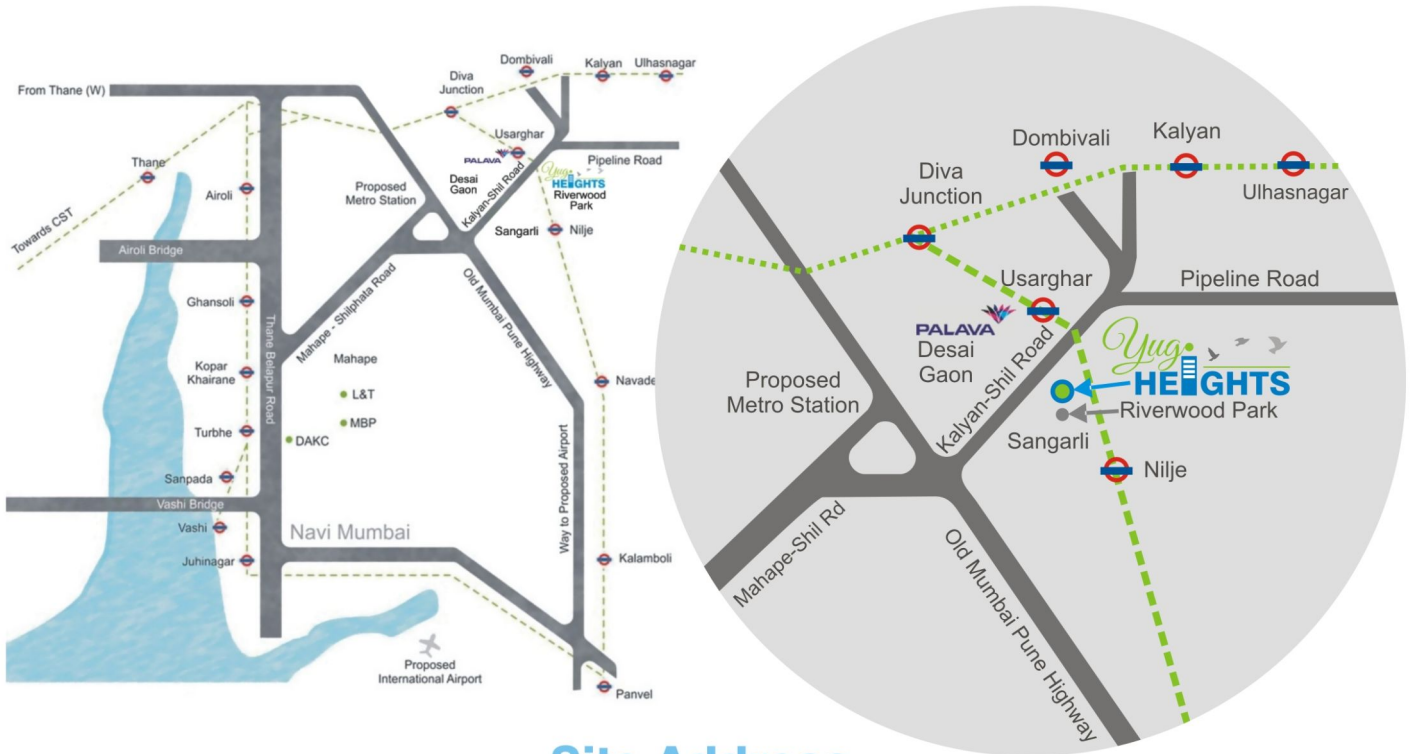 Dombivali
Kalyan
Ulhasnagar
Diva
Junction
From Thane (W)
Usarghar
PALAVA
Pipeline Road
Thane
Yug
HEIGHTS
Desai
Gaon
Kalyan-Shil Road
Riverwood
Park
Proposed
Metro Station
Airoli
Towards CST
Sangarli
Nilje
Airoli Bridge
Mahape - Shilphata Road
Old Mumbai Pune Highway
Ghansoli
Thane Belapur Road
Mahape
Kopar
Khairane
Navade
L&T
MBP
Turbhe
DAKC
Sanpada
Way to Proposed Airport
Vashi Bridge
Vashi
Navi Mumbai
Juhinagar
Kalamboli
Proposed
International Airport
Panvel
Dombivali
Kalyan
Diva
Junction
Ulhasnagar
Usarghar
Pipeline Road
PALAVA
Desai
Gaon
Yug
HEIGHTS
Kalyan-Shil Road
Proposed
Metro Station
Riverwood Park
Sangarli
Nilje
Mahape-Shil Rd
Old Mumbai Pune Highway
Site Address